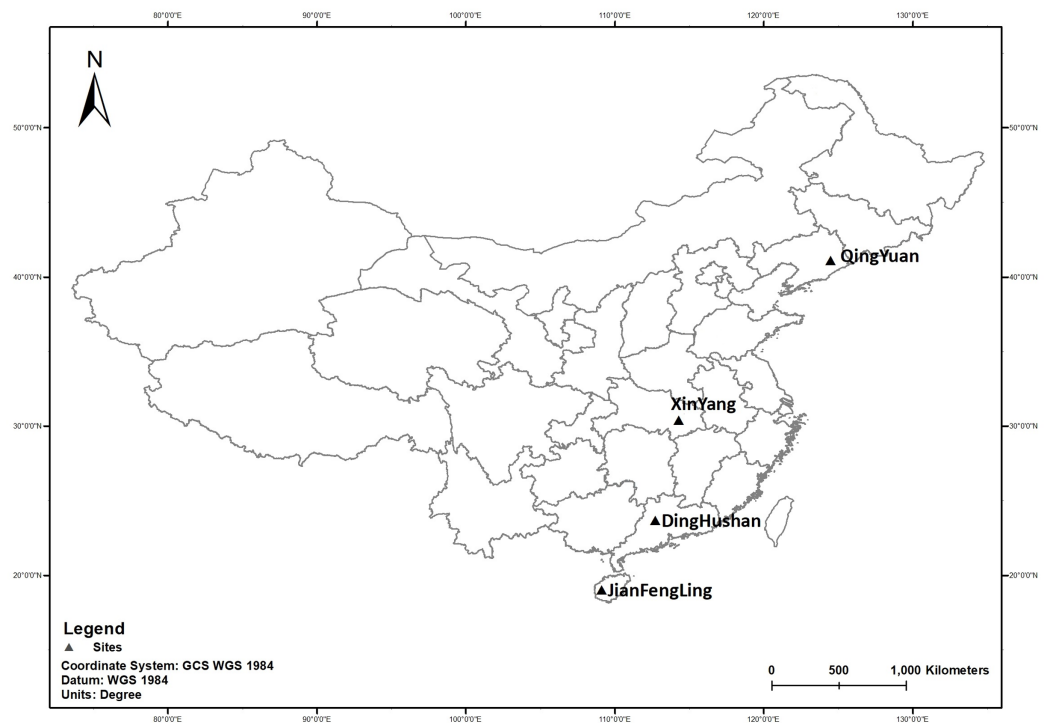 80°0'0"E 90°0'0"E 100°0'0"E 110°0'0"E 120°0'0"E 130°0'0"E
N
50°0'0"N 50°0'0"N
QingYuan
40°0'0"N 40°0'0"N
XinYang
30°0'0"N 30°0'0"N
DingHushan
20°0'0"N 20°0'0"N
JianFengLing
Legend
Sites
Coordinate System: GCS WGS 1984
Datum: WGS 1984
Units: Degree
0 500 1,000 Kilometers
80°0'0"E 90°0'0"E 100°0'0"E 110°0'0"E 120°0'0"E 130°0'0"E